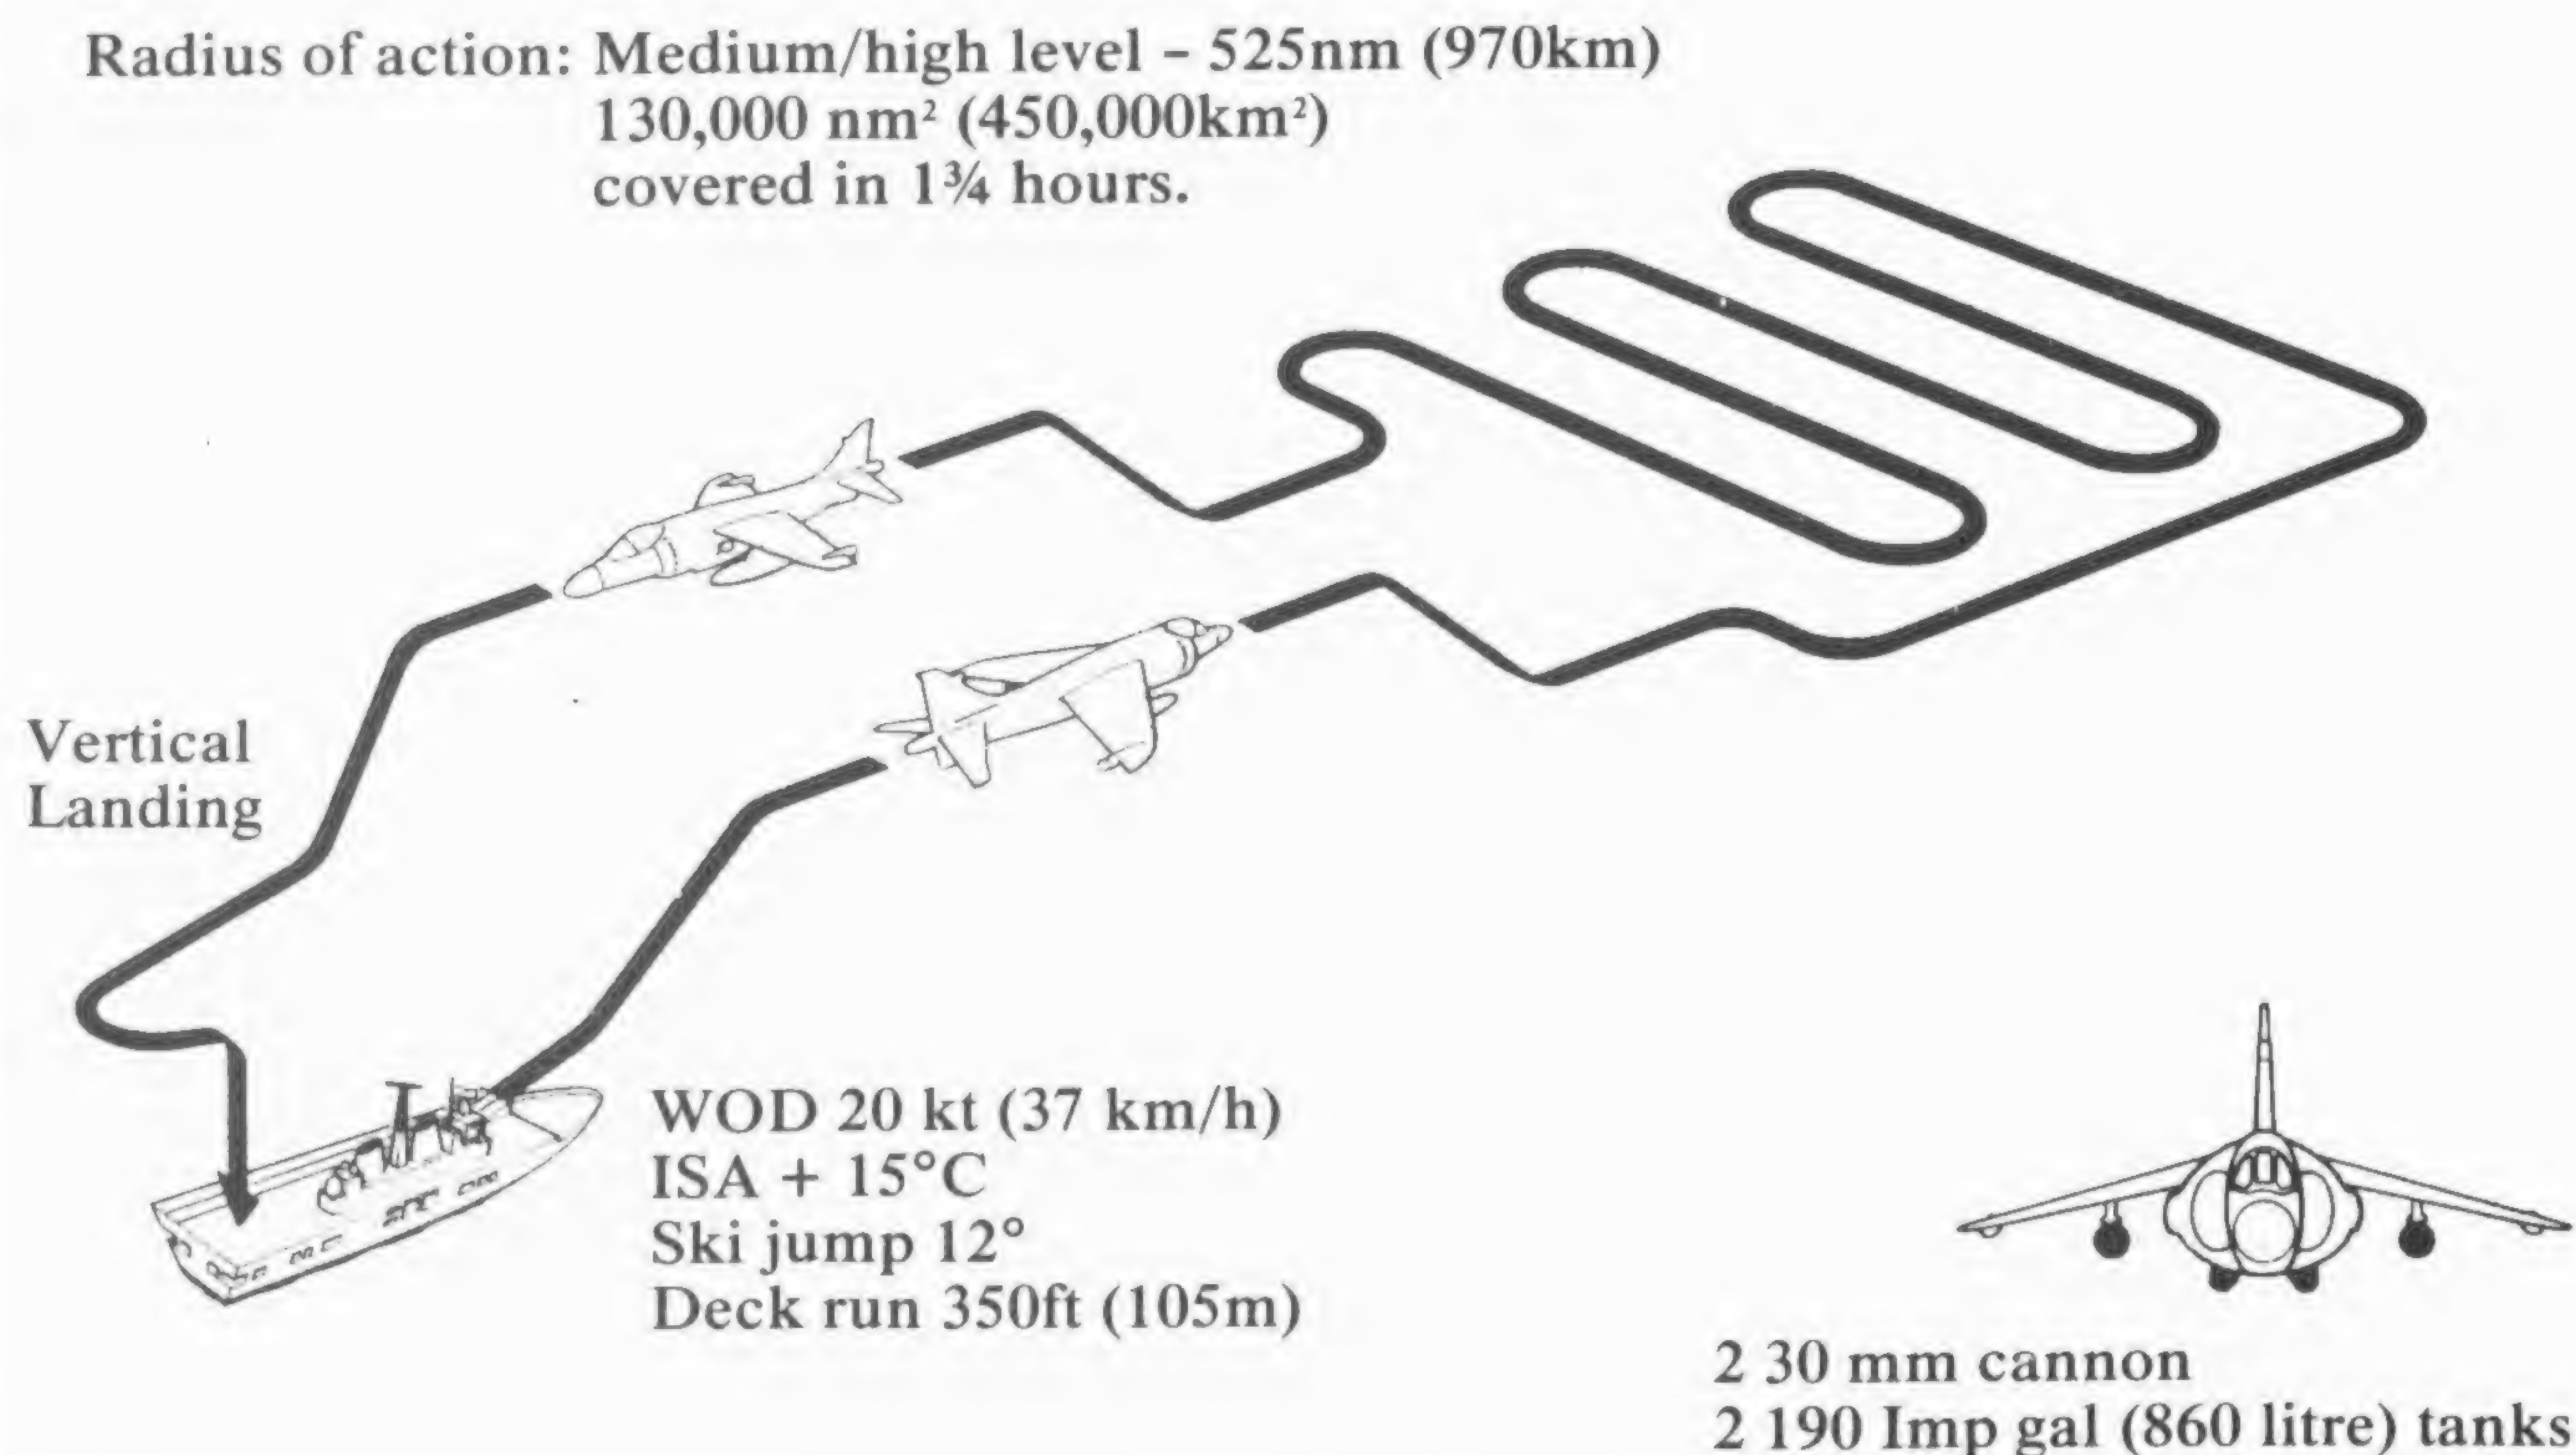 Radius of action: Medium/high level – 525nm (970km)
130,000 nm² (450,000km²)
covered in 1¾ hours.
Vertical
Landing
WOD 20 kt (37 km/h)
ISA + 15°C
Ski jump 12°
Deck run 350ft (105m)
2 30 mm cannon
2 190 Imp gal (860 litre) tanks